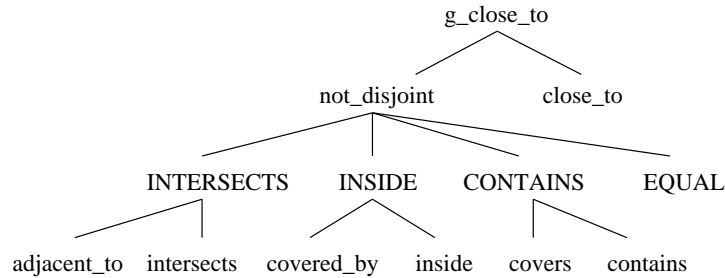 g_close_to
not_disjoint close_to
INTERSECTS INSIDE CONTAINS EQUAL
adjacent_to intersects covered_by inside covers contains